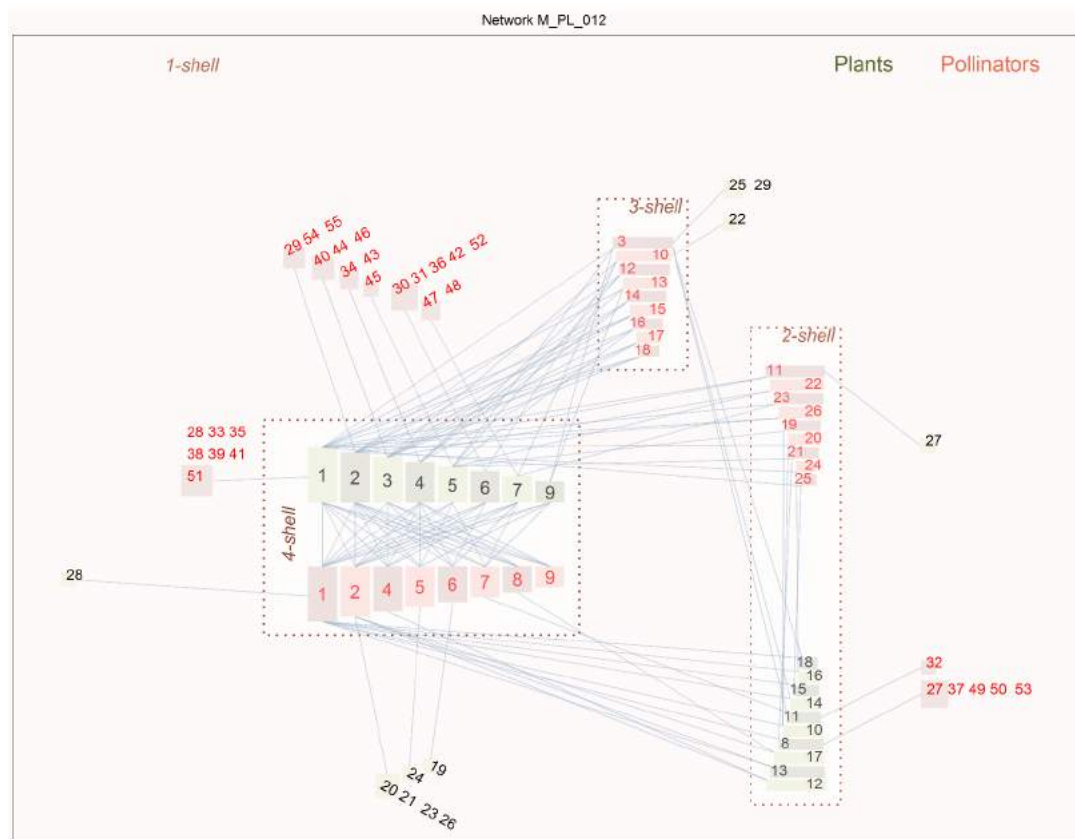 Network M_PL_012
1-shell
Plants Pollinators
25 29
22
3-shell
3
10
12
13
14
15
16
17
18
29 54 55
40 44 46
34 43
45
30 31 36 42 52
47 48
2-shell
11
22
23
26
19
20
21
24
25
27
28 33 35
38 39 41
51
4-shell
1 2 3 4 5 6 7 9
1 2 4 5 6 7 8 9
28
18
16
15
14
11
10
8
17
13
12
32
27 37 49 50 53
19
24
20 21 23 26